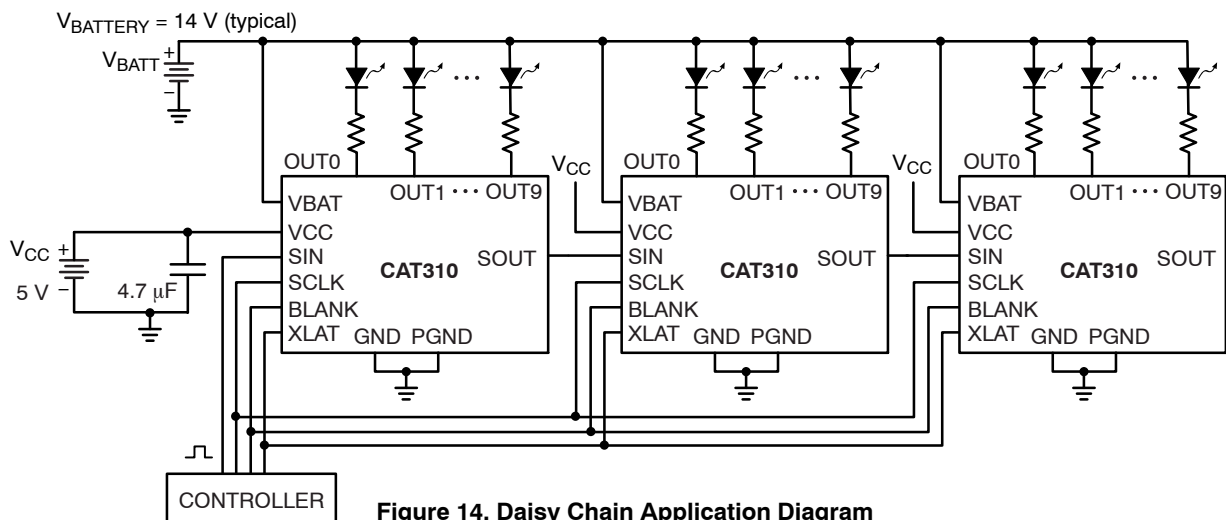 VBATTERY = 14 V (typical)
VBATT
+
−
...
...
...
OUT0
OUT1 ... OUT9
VBAT
VCC
SIN
SCLK
BLANK
XLAT
CAT310
SOUT
GND PGND
VCC
OUT0
OUT1 ... OUT9
VBAT
VCC
SIN
SCLK
BLANK
XLAT
CAT310
SOUT
GND PGND
VCC
OUT0
OUT1 ... OUT9
VBAT
VCC
SIN
SCLK
BLANK
XLAT
CAT310
SOUT
GND PGND
VCC
+
5 V −
4.7 μF
CONTROLLER
Figure 14. Daisy Chain Application Diagram